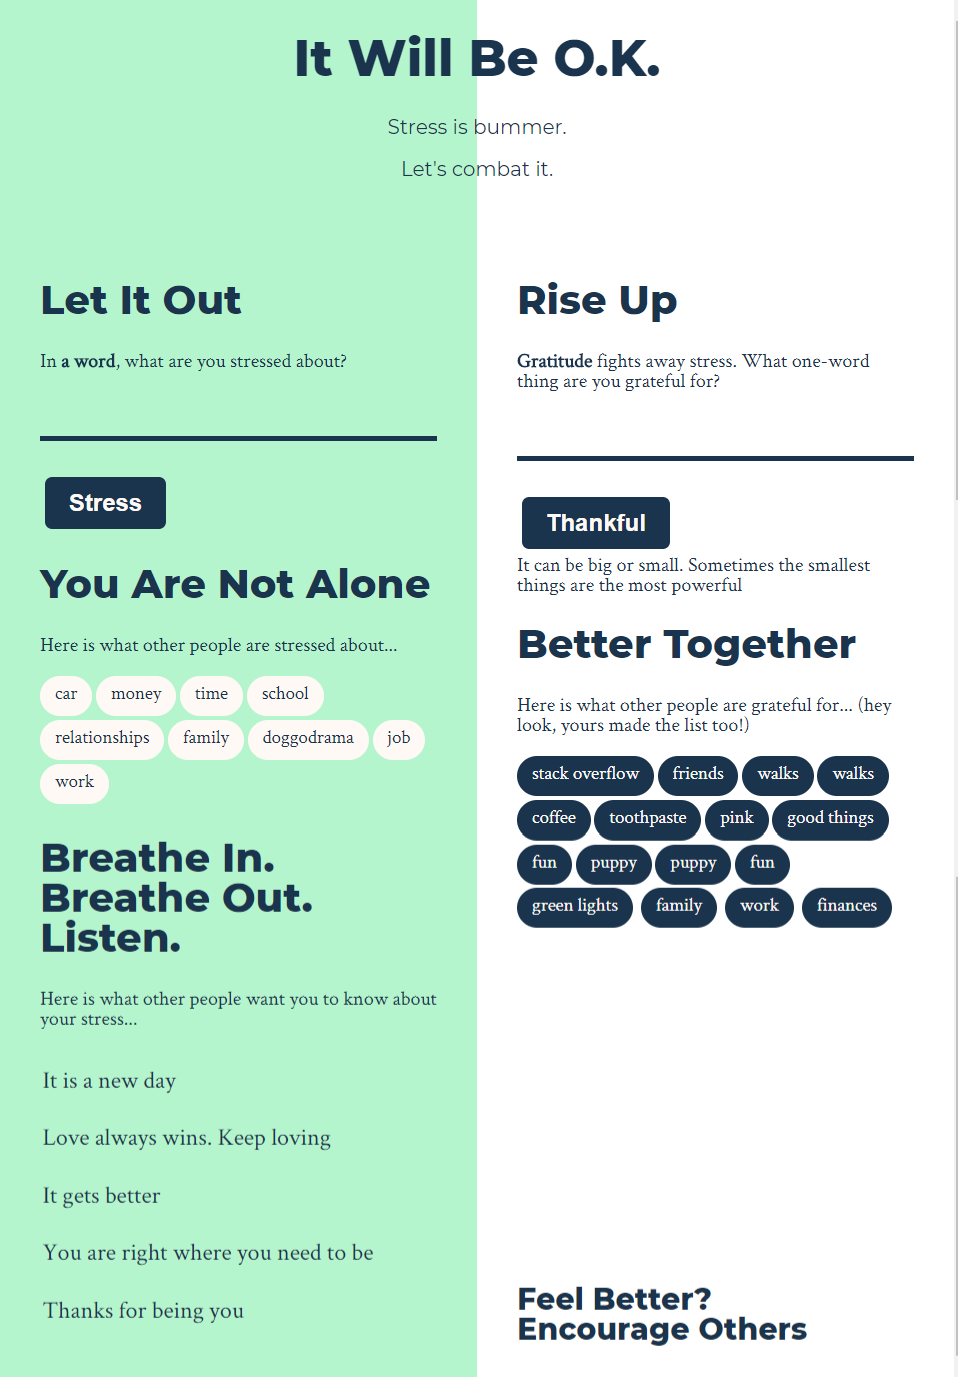 It Will Be O.K.
Stress is bummer.
Let's combat it.
Let It Out
In a word, what are you stressed about?
Stress
You Are Not Alone
Here is what other people are stressed about...
car money time school
relationships family doggodrama job
work
Breathe In.
Breathe Out.
Listen.
Here is what other people want you to know about
your stress...
It is a new day
Love always wins. Keep loving
It gets better
You are right where you need to be
Thanks for being you
Rise Up
Gratitude fights away stress. What one-word
thing are you grateful for?
Thankful
It can be big or small. Sometimes the smallest
things are the most powerful
Better Together
Here is what other people are grateful for... (hey
look, yours made the list too!)
stack overflow friends walks walks
coffee toothpaste pink good things
fun puppy puppy fun
green lights family work finances
Feel Better?
Encourage Others